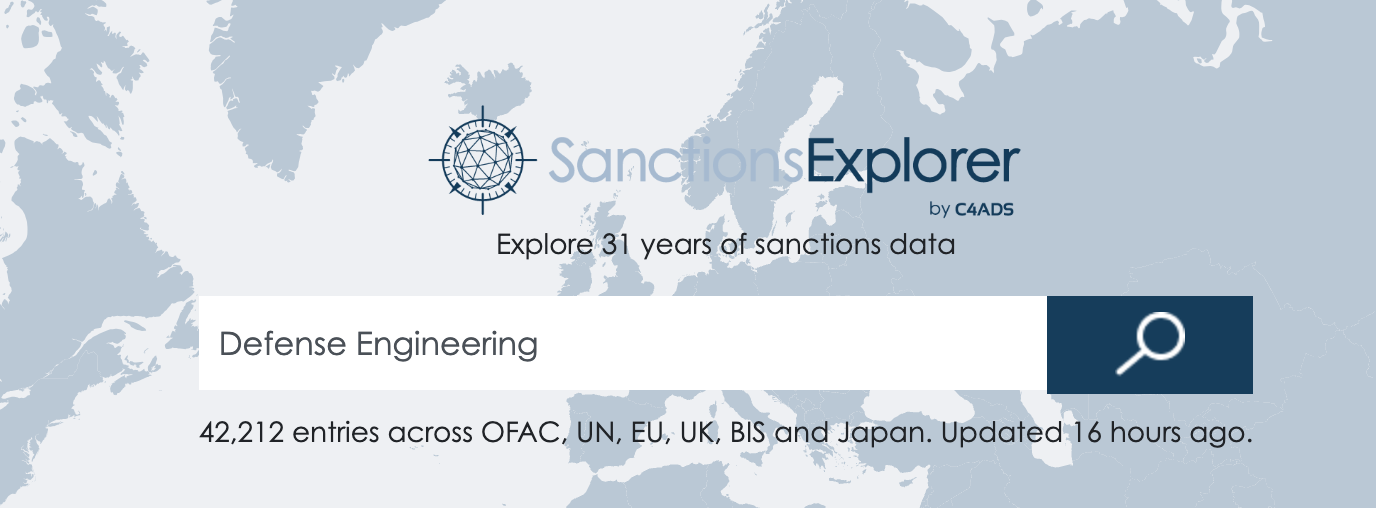 SanctionsExplorer
by C4ADS
Explore 31 years of sanctions data
Defense Engineering
42,212 entries across OFAC, UN, EU, UK, BIS and Japan. Updated 16 hours ago.